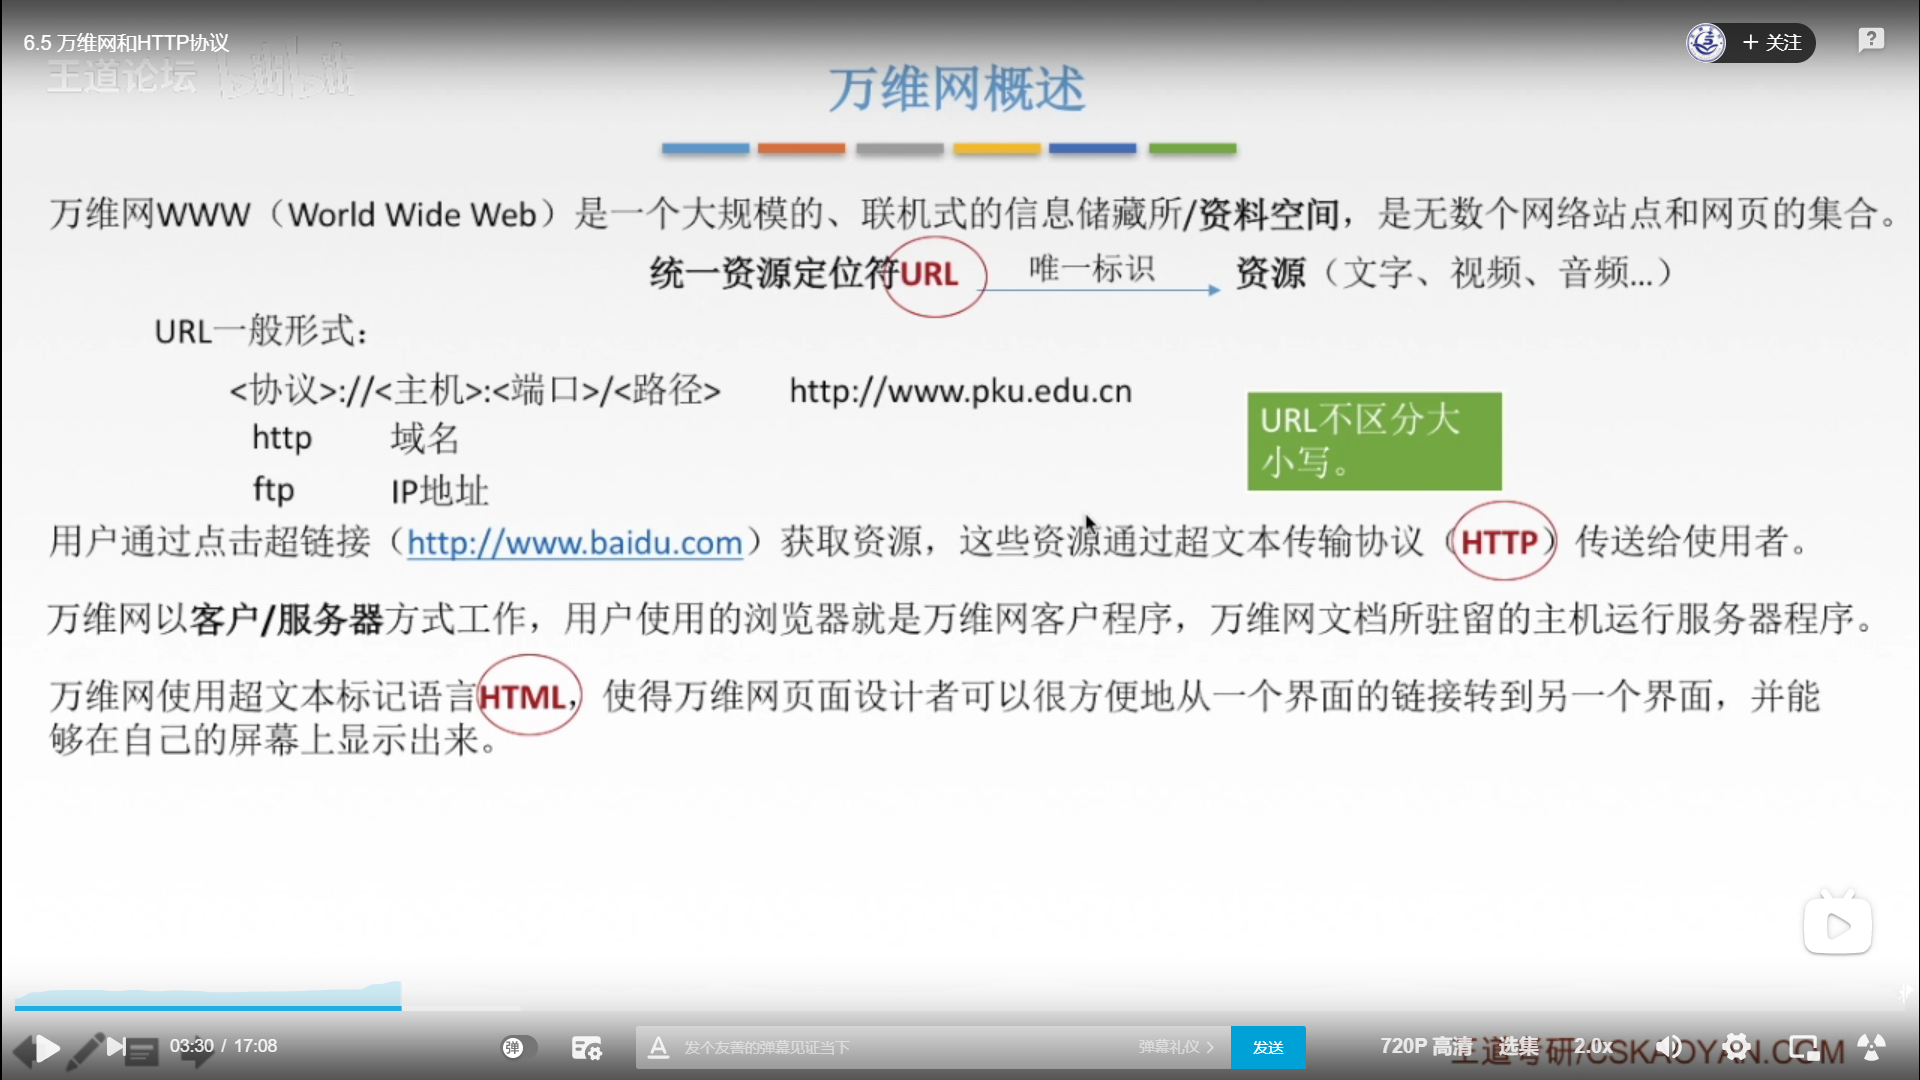 6.5 万维网和HTTP协议
+ 关注
王道论坛 bilibili
万维网概述
万维网WWW（World Wide Web）是一个大规模的、联机式的信息储藏所/资料空间，是无数个网络站点和网页的集合。
统一资源定位符URL 唯一标识 资源（文字、视频、音频...）
URL一般形式：
<协议>://<主机>:<端口>/<路径> http://www.pku.edu.cn
http 域名
URL不区分大
小写。
ftp IP地址
用户通过点击超链接（http://www.baidu.com）获取资源，这些资源通过超文本传输协议（HTTP）传送给使用者。
万维网以客户/服务器方式工作，用户使用的浏览器就是万维网客户程序，万维网文档所驻留的主机运行服务器程序。
万维网使用超文本标记语言HTML，使得万维网页面设计者可以很方便地从一个界面的链接转到另一个界面，并能
够在自己的屏幕上显示出来。
03:30 / 17:08
弹
A 发个友善的弹幕见证当下
弹幕礼仪 >
发送
720P 高清
选集
2.0x
王道考研/CSKAOYAN.COM